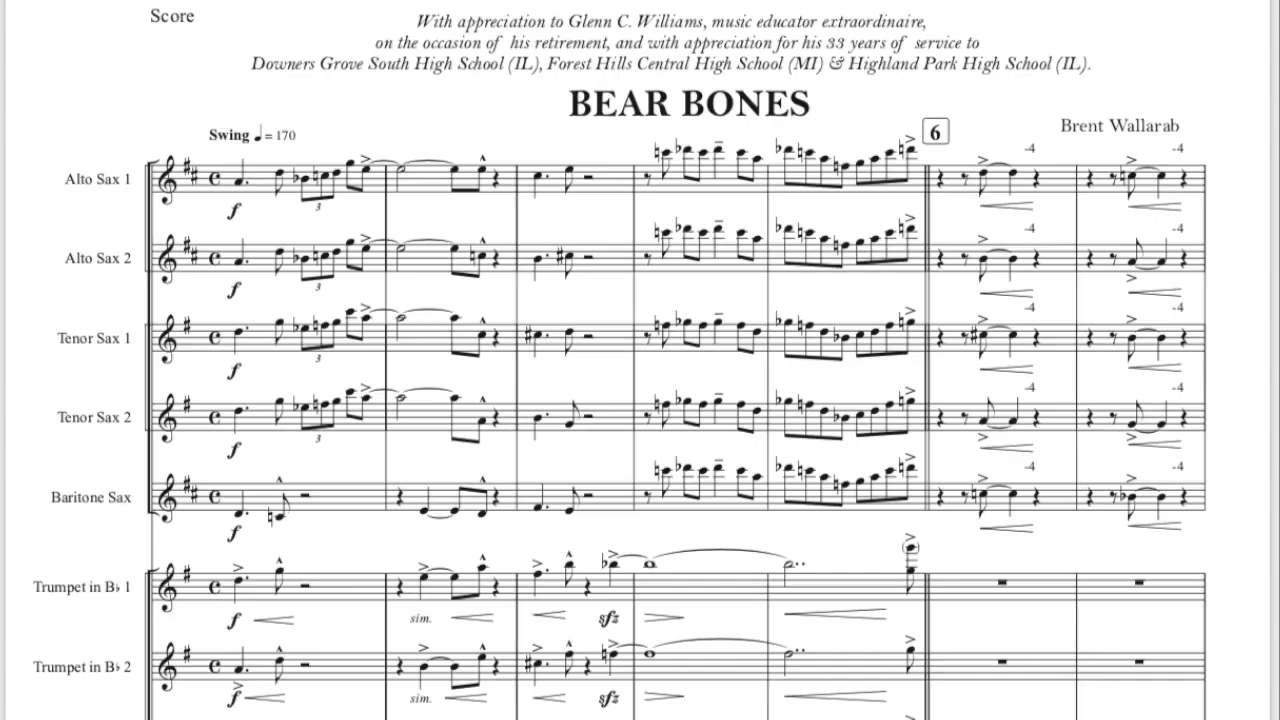 Score
With appreciation to Glenn C. Williams, music educator extraordinaire,
on the occasion of his retirement, and with appreciation for his 33 years of service to
Downers Grove South High School (IL), Forest Hills Central High School (MI) & Highland Park High School (IL).
BEAR BONES
Brent Wallarab
Swing ♩= 170
6
-4 -4
Alto Sax 1
f 3
-4 -4
Alto Sax 2
f 3
-4 -4
Tenor Sax 1
f 3
-4 -4
Tenor Sax 2
f 3
-4 -4
Baritone Sax
f
Trumpet in B♭ 1
f sim. sfz
Trumpet in B♭ 2
f sim. sfz